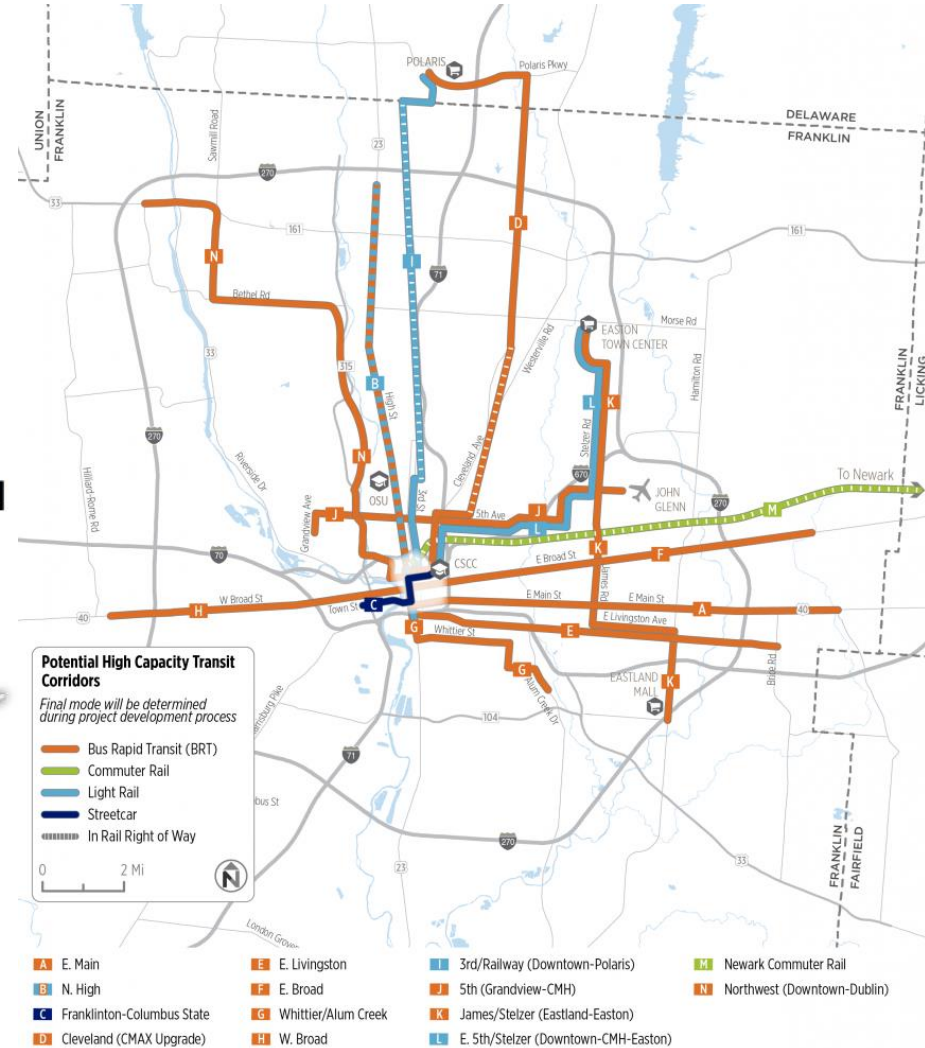 POLARIS
Polaris Pkwy
UNION
FRANKLIN
Sawmill Road
23
DELAWARE
FRANKLIN
270
33
161
161
D
N
I
71
Bethel Rd
Morse Rd
EASTON
TOWN CENTER
Westerville Rd
Hamilton Rd
FRANKLIN
LICKING
33
315
B
High St
L
K
Stelzer Rd
270
Hilliard-Rome Rd
Riverside Dr
N
Cleveland Ave
OSU
3rd St
670
To Newark
JOHN
GLENN
270
Grandview Ave
J
5th Ave
J
L
M
70
CSCC
E Broad St
F
K
James Rd
W Broad St
H
40
Town St
C
E Main St
E Main St
A
40
E Livingston Ave
G
Whittier St
E
G
Alum Creek Dr
EASTLAND
MALL
K
104
71
270
33
23
FRANKLIN
FAIRFIELD
Potential High Capacity Transit
Corridors
Final mode will be determined
during project development process
Bus Rapid Transit (BRT)
Commuter Rail
Light Rail
Streetcar
In Rail Right of Way
0 2 Mi
N
A E. Main
B N. High
C Franklinton-Columbus State
D Cleveland (CMAX Upgrade)
E E. Livingston
F E. Broad
G Whittier/Alum Creek
H W. Broad
I 3rd/Railway (Downtown-Polaris)
J 5th (Grandview-CMH)
K James/Stelzer (Eastland-Easton)
L E. 5th/Stelzer (Downtown-CMH-Easton)
M Newark Commuter Rail
N Northwest (Downtown-Dublin)